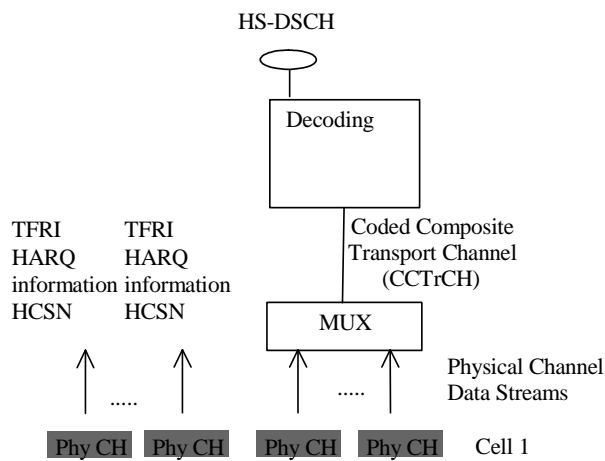 HS-DSCH
Decoding
TFRI
HARQ
information
HCSN
TFRI
HARQ
information
HCSN
Coded Composite
Transport Channel
(CCTrCH)
MUX
Physical Channel
Data Streams
.....
.....
Phy CH
Phy CH
Phy CH
Phy CH
Cell 1